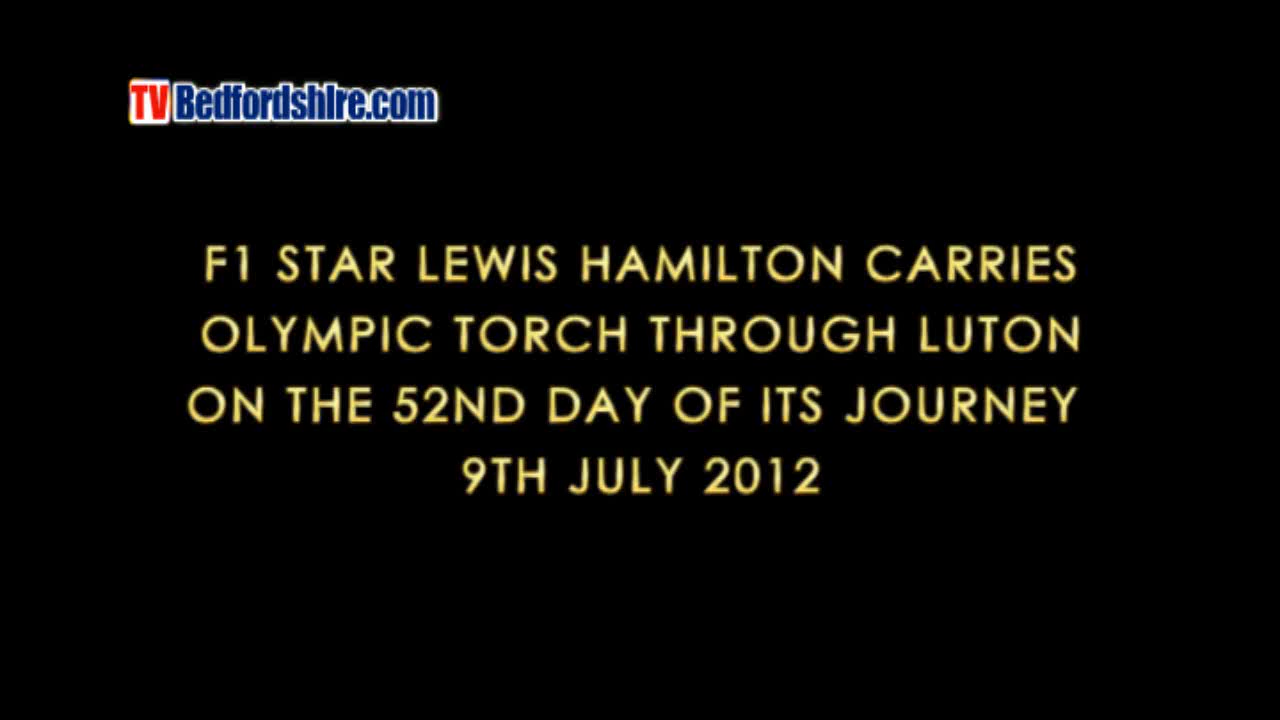 TVBedfordshire.com
F1 STAR LEWIS HAMILTON CARRIES
OLYMPIC TORCH THROUGH LUTON
ON THE 52ND DAY OF ITS JOURNEY
9TH JULY 2012